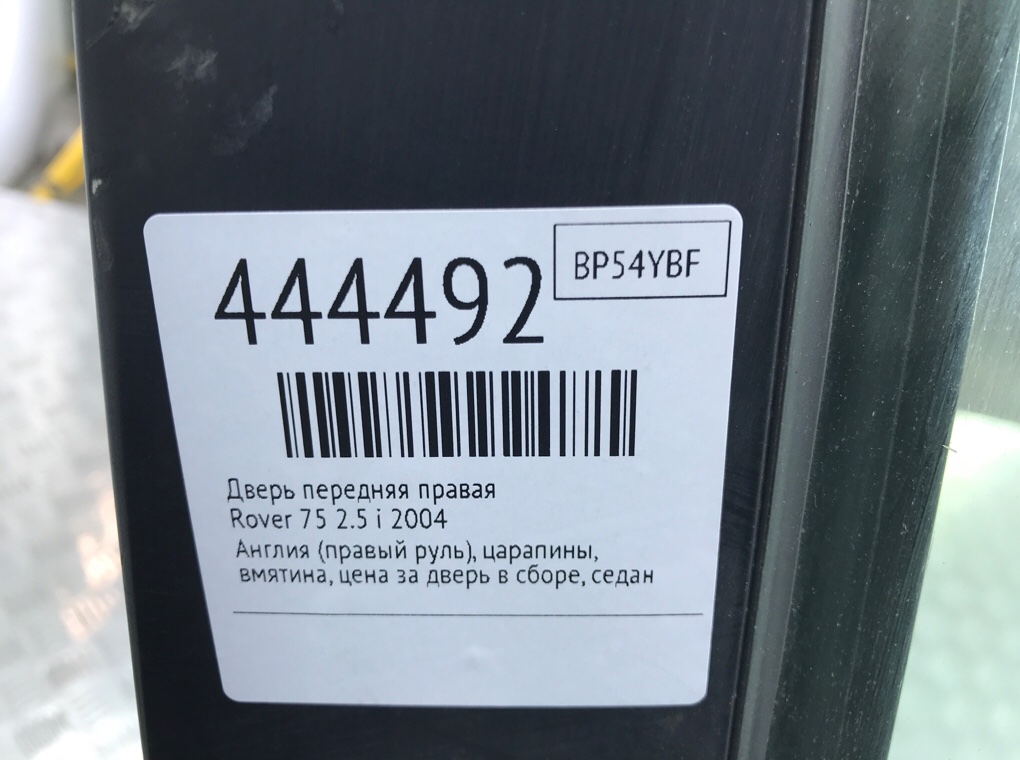 444492
BP54YBF
Дверь передняя правая
Rover 75 2.5 i 2004
Англия (правый руль), царапины,
вмятина, цена за дверь в сборе, седан